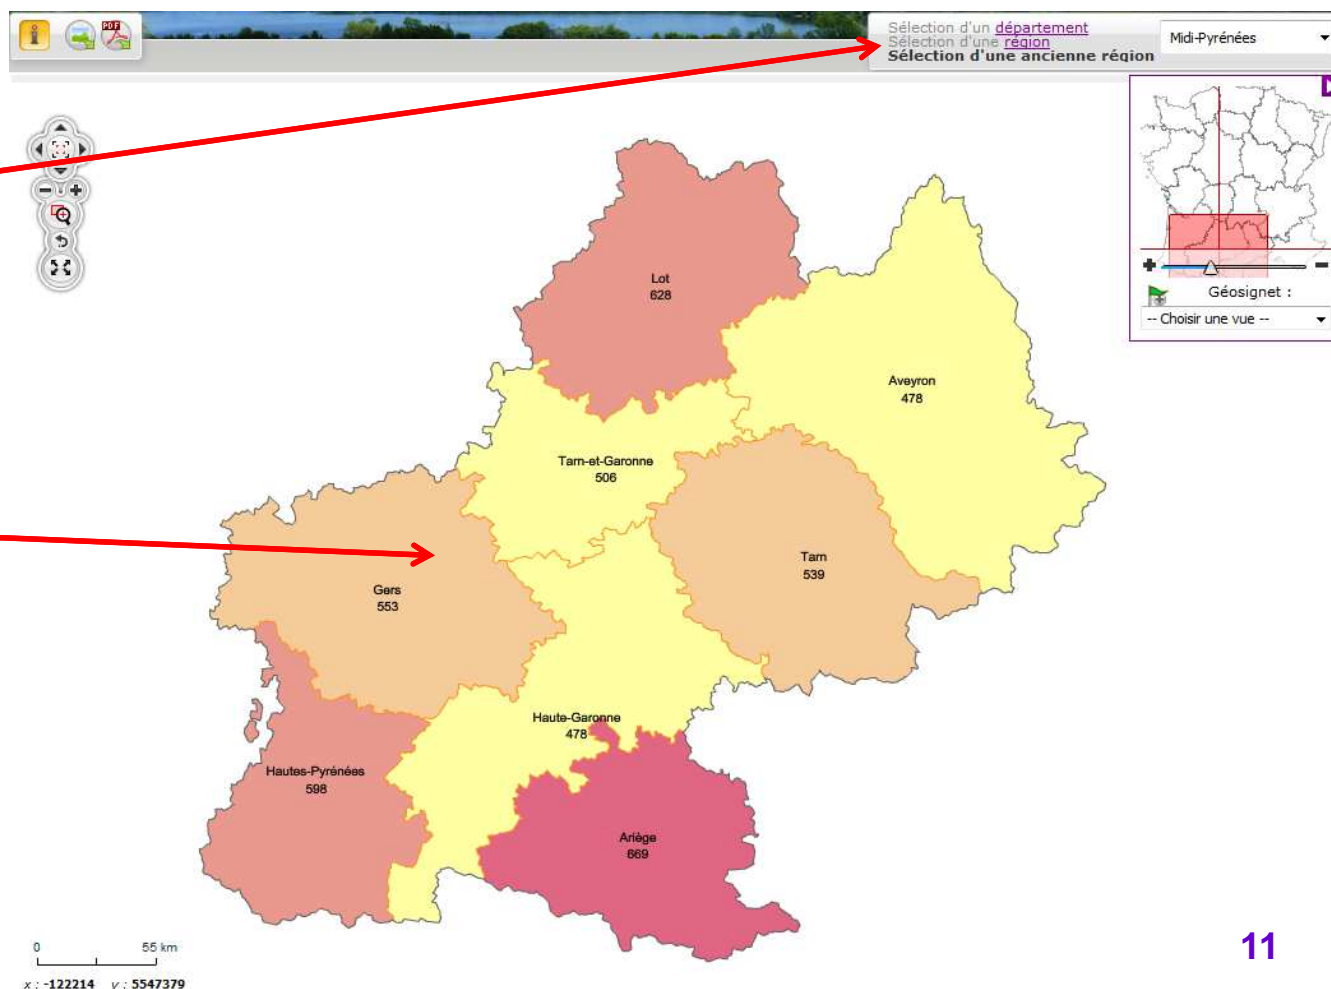 PDF
Sélection d'un département
Sélection d'une région
Sélection d'une ancienne région
Midi-Pyrénées
Géosignet :
-- Choisir une vue --
Lot
628
Aveyron
478
Tarn-et-Garonne
506
Tarn
539
Gers
553
Haute-Garonne
478
Hautes-Pyrénées
598
Ariège
669
0 55 km
x : -122214 y : 5547379
11